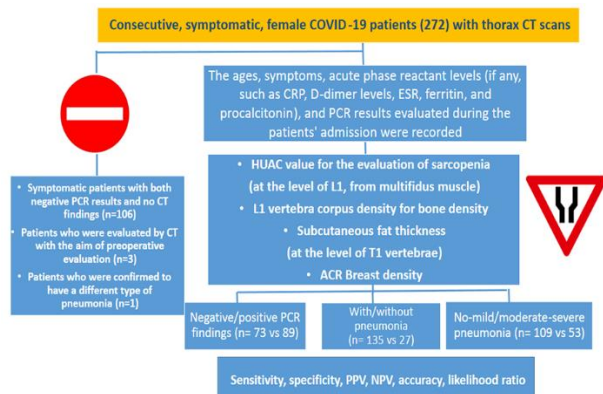 Consecutive, symptomatic, female COVID-19 patients (272) with thorax CT scans
The ages, symptoms, acute phase reactant levels (if any,
such as CRP, D-dimer levels, ESR, ferritin, and
procalcitonin), and PCR results evaluated during the
patients' admission were recorded
• Symptomatic patients with both
negative PCR results and no CT
findings (n=106)
• Patients who were evaluated by CT
with the aim of preoperative
evaluation (n=3)
• Patients who were confirmed to
have a different type of
pneumonia (n=1)
• HUAC value for the evaluation of sarcopenia
(at the level of L1, from multifidus muscle)
• L1 vertebra corpus density for bone density
• Subcutaneous fat thickness
(at the level of T1 vertebrae)
• ACR Breast density
Negative/positive PCR
findings (n= 73 vs 89)
With/without
pneumonia
(n= 135 vs 27)
No-mild/moderate-severe
pneumonia (n= 109 vs 53)
Sensitivity, specificity, PPV, NPV, accuracy, likelihood ratio